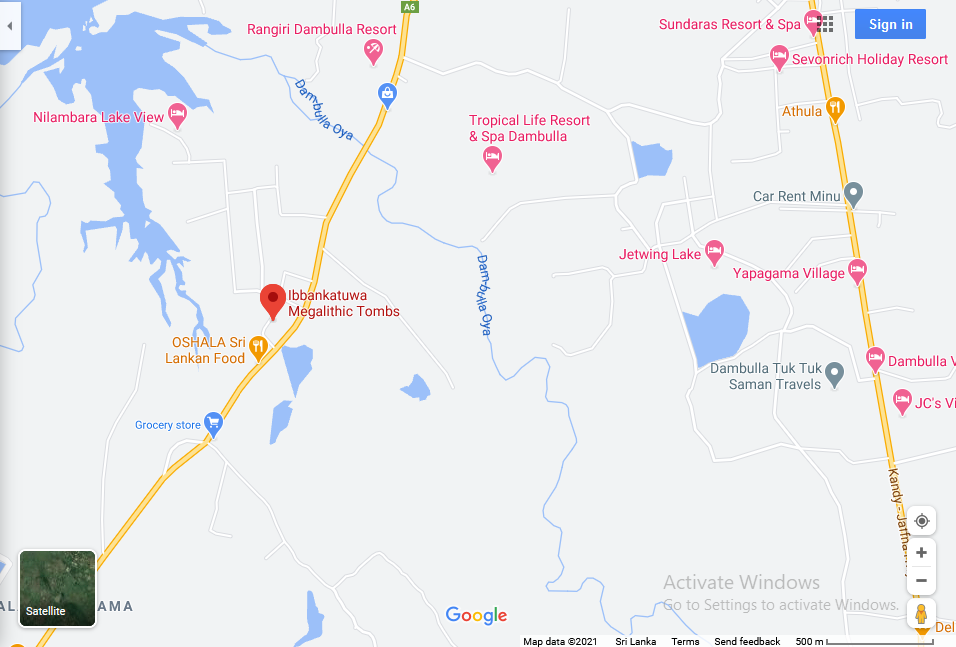 A6
Rangiri Dambulla Resort
Sundaras Resort & Spa
Sign in
Sevonrich Holiday Resort
Dambulla Oya
Nilambara Lake View
Athula
Tropical Life Resort
& Spa Dambulla
Car Rent Minu
Jetwing Lake
Yapagama Village
Dambulla Oya
Ibbankatuwa
Megalithic Tombs
OSHALA Sri
Lankan Food
Dambulla V
Dambulla Tuk Tuk
Saman Travels
JC's Vi
Grocery store
Kandy - Jaffna
Satellite
AL
AMA
Activate Windows
Go to Settings to activate Windows.
Google
Del
Map data ©2021 Sri Lanka Terms Send feedback 500 m